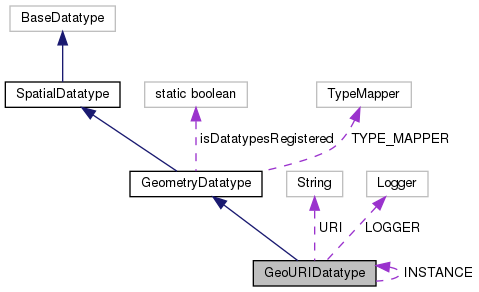 BaseDatatype
SpatialDatatype
static boolean
TypeMapper
isDatatypesRegistered
TYPE_MAPPER
GeometryDatatype
String
Logger
URI
LOGGER
GeoURIDatatype
INSTANCE